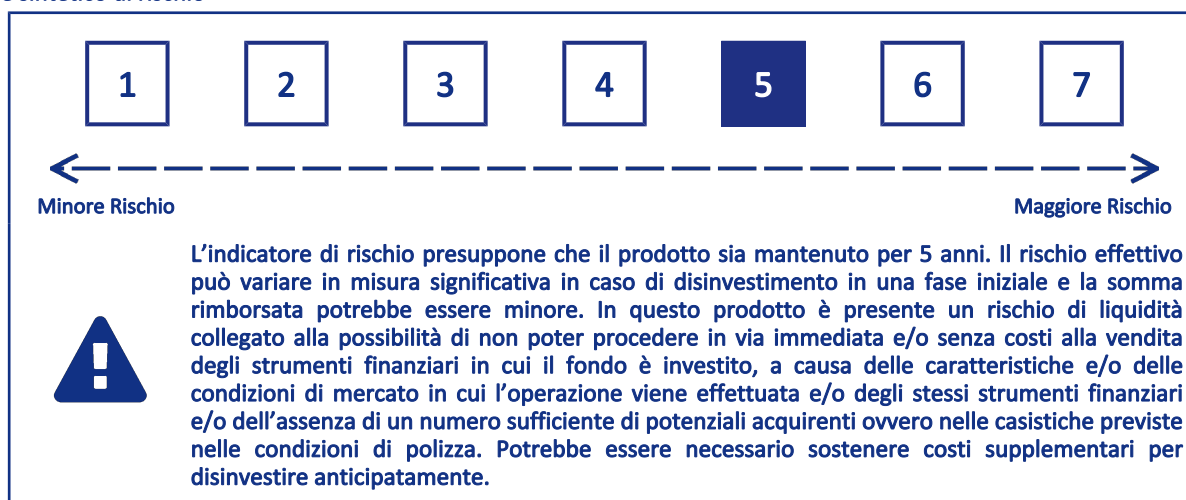 1 2 3 4 5 6 7
Minore Rischio Maggiore Rischio
L'indicatore di rischio presuppone che il prodotto sia mantenuto per 5 anni. Il rischio effettivo
può variare in misura significativa in caso di disinvestimento in una fase iniziale e la somma
rimborsata potrebbe essere minore. In questo prodotto è presente un rischio di liquidità
collegato alla possibilità di non poter procedere in via immediata e/o senza costi alla vendita
degli strumenti finanziari in cui il fondo è investito, a causa delle caratteristiche e/o delle
condizioni di mercato in cui l'operazione viene effettuata e/o degli stessi strumenti finanziari
e/o dell'assenza di un numero sufficiente di potenziali acquirenti ovvero nelle casistiche previste
nelle condizioni di polizza. Potrebbe essere necessario sostenere costi supplementari per
disinvestire anticipatamente.